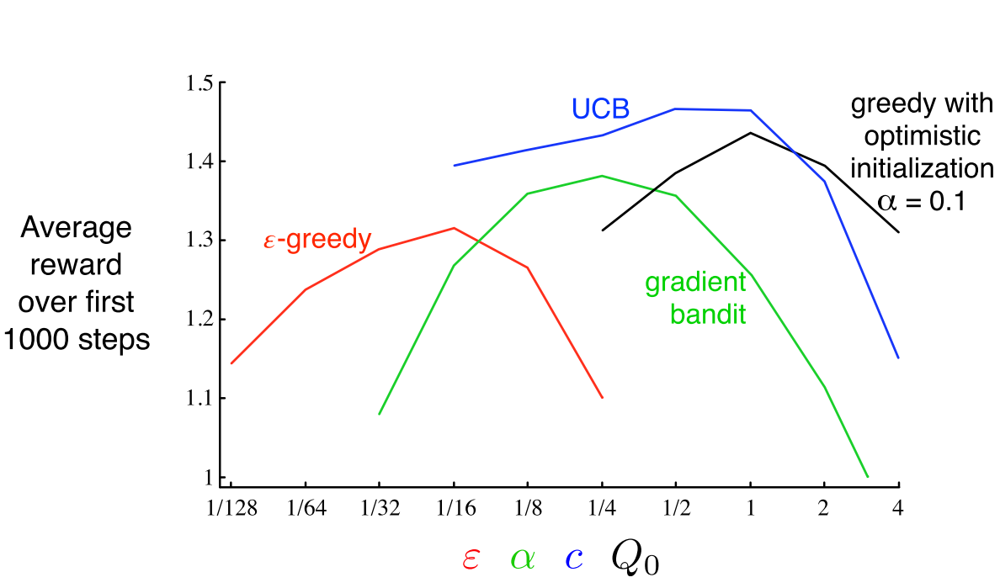 1.5
1.4
1.3
1.2
1.1
1
Average
reward
over first
1000 steps
ε-greedy
UCB
gradient
bandit
greedy with
optimistic
initialization
α = 0.1
1/128 1/64 1/32 1/16 1/8 1/4 1/2 1 2 4
ε α c Q₀